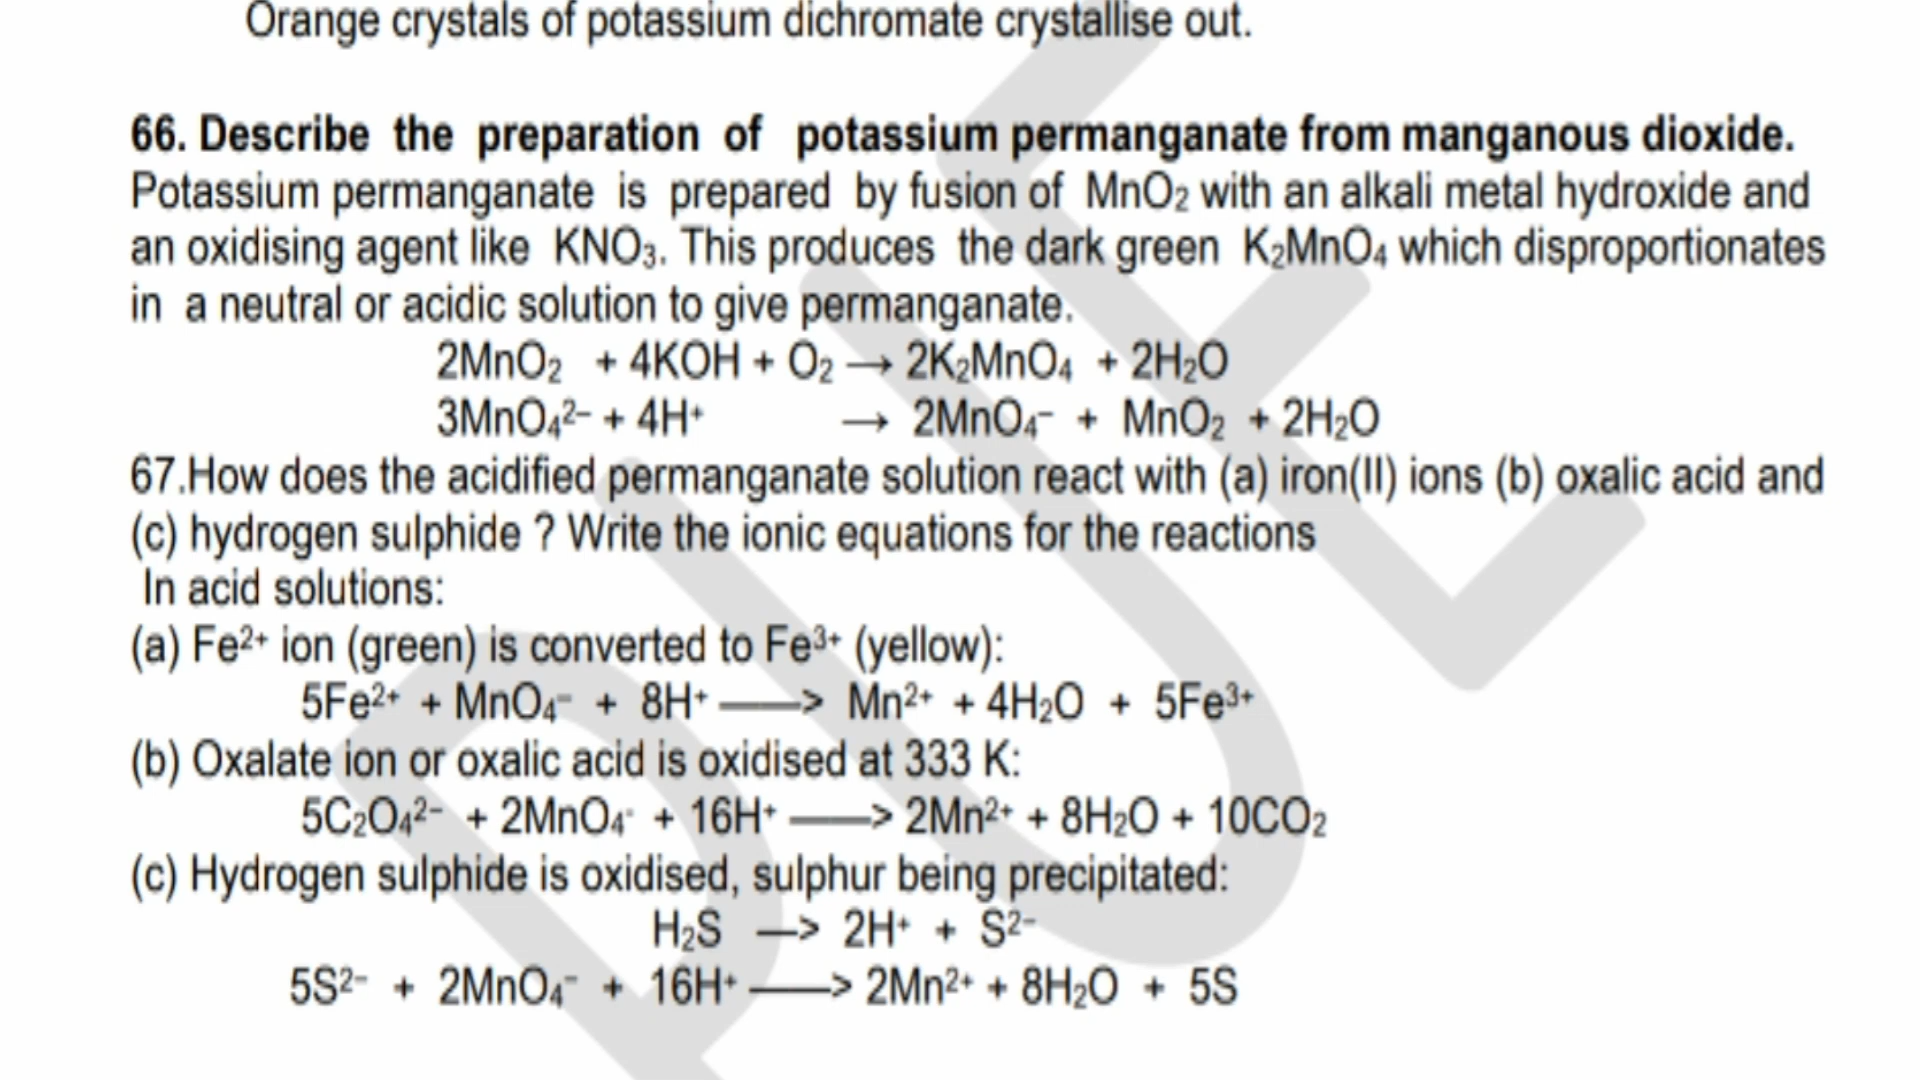 Orange crystals of potassium dichromate crystallise out.
66. Describe the preparation of potassium permanganate from manganous dioxide.
Potassium permanganate is prepared by fusion of MnO₂ with an alkali metal hydroxide and
an oxidising agent like KNO₃. This produces the dark green K₂MnO₄ which disproportionates
in a neutral or acidic solution to give permanganate.
2MnO₂ + 4KOH + O₂ → 2K₂MnO₄ + 2H₂O
3MnO₄²⁻ + 4H⁺ → 2MnO₄⁻ + MnO₂ + 2H₂O
67.How does the acidified permanganate solution react with (a) iron(II) ions (b) oxalic acid and
(c) hydrogen sulphide ? Write the ionic equations for the reactions
In acid solutions:
(a) Fe²⁺ ion (green) is converted to Fe³⁺ (yellow):
5Fe²⁺ + MnO₄⁻ + 8H⁺ ——> Mn²⁺ + 4H₂O + 5Fe³⁺
(b) Oxalate ion or oxalic acid is oxidised at 333 K:
5C₂O₄²⁻ + 2MnO₄⁻ + 16H⁺ ——> 2Mn²⁺ + 8H₂O + 10CO₂
(c) Hydrogen sulphide is oxidised, sulphur being precipitated:
H₂S —> 2H⁺ + S²⁻
5S²⁻ + 2MnO₄⁻ + 16H⁺ ——> 2Mn²⁺ + 8H₂O + 5S